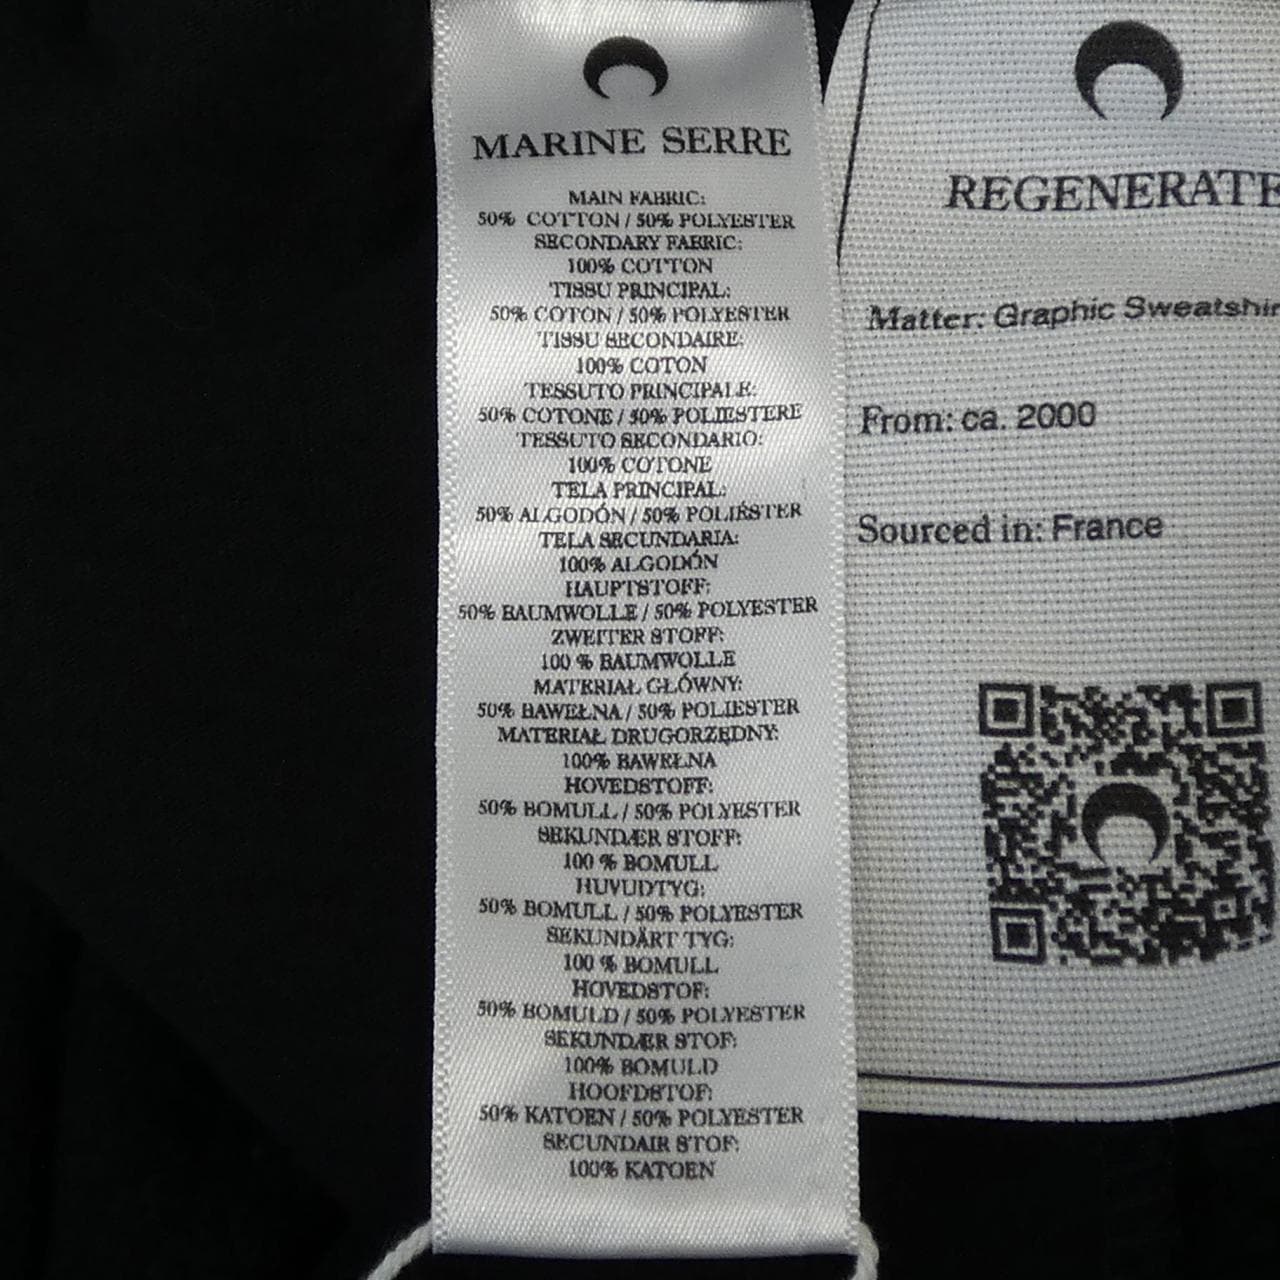 MARINE SERRE
MAIN FABRIC:
50% COTTON / 50% POLYESTER
SECONDARY FABRIC:
100% COTTON
TISSU PRINCIPAL:
50% COTON / 50% POLYESTER
TISSU SECONDAIRE:
100% COTON
TESSUTO PRINCIPALE:
50% COTONE / 50% POLIESTERE
TESSUTO SECONDARIO:
100% COTONE
TELA PRINCIPAL:
50% ALGODÓN / 50% POLIÉSTER
TELA SECUNDARIA:
100% ALGODÓN
HAUPTSTOFF:
50% BAUMWOLLE / 50% POLYESTER
ZWEITER STOFF:
100 % BAUMWOLLE
MATERIAŁ GŁÓWNY:
50% BAWEŁNA / 50% POLIESTER
MATERIAŁ DRUGORZĘDNY:
100% BAWEŁNA
HOVEDSTOFF:
50% BOMULL / 50% POLYESTER
SEKUNDÆR STOFF:
100 % BOMULL
HUVUDTYG:
50% BOMULL / 50% POLYESTER
SEKUNDÄRT TYG:
100 % BOMULL
HOVEDSTOF:
50% BOMULD / 50% POLYESTER
SEKUNDÆR STOF:
100% BOMULD
HOOFDSTOF:
50% KATOEN / 50% POLYESTER
SECUNDAIR STOF:
100% KATOEN
REGENERATE
Matter: Graphic Sweatshir
From: ca. 2000
Sourced in: France